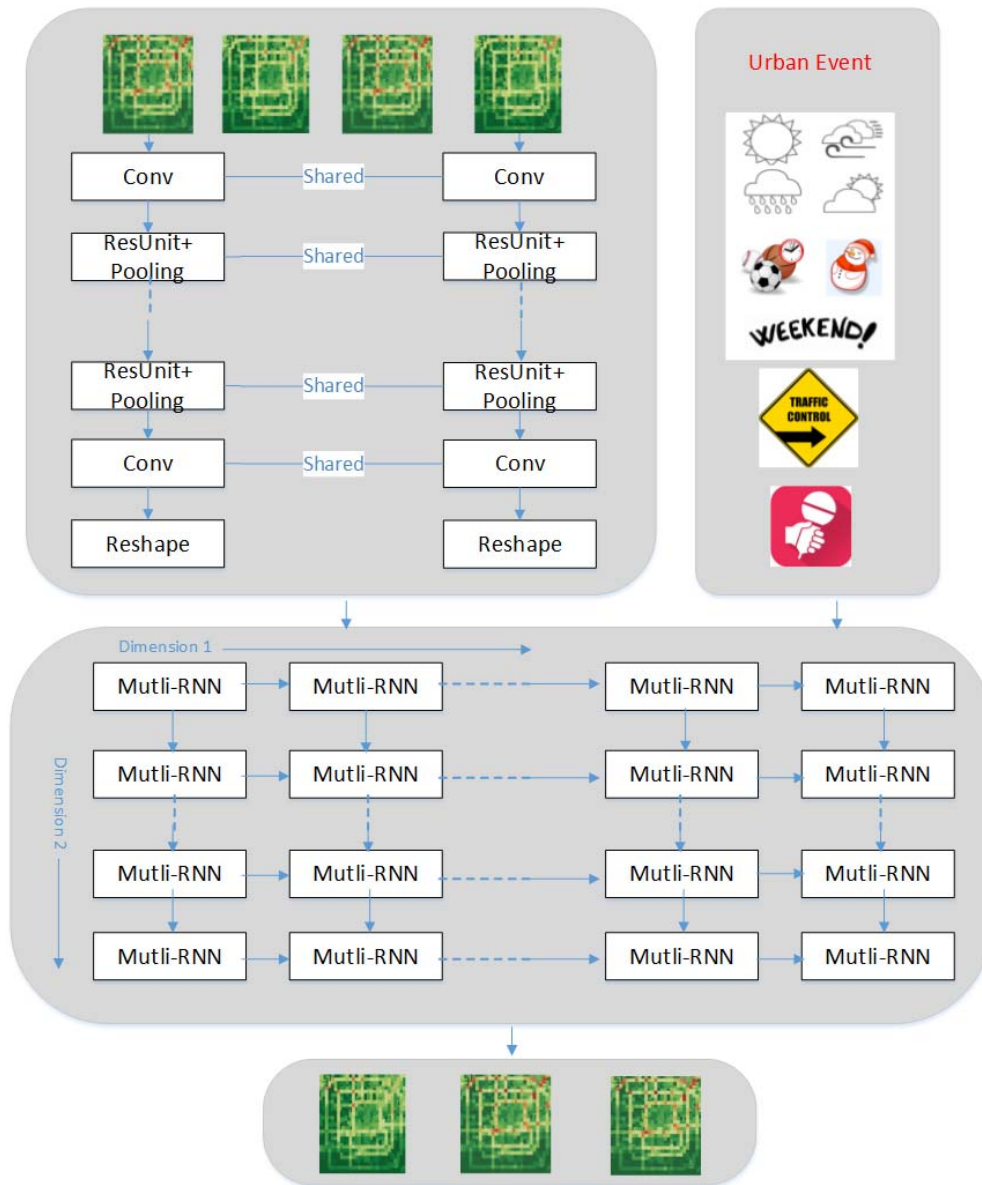 Urban Event
Conv Shared Conv
ResUnit+
Pooling
Shared
ResUnit+
Pooling
ResUnit+
Pooling
Shared
ResUnit+
Pooling
Conv Shared Conv
Reshape Reshape
WEEKEND!
TRAFFIC
CONTROL
Dimension 1
Dimension 2
Mutli-RNN Mutli-RNN Mutli-RNN Mutli-RNN
Mutli-RNN Mutli-RNN Mutli-RNN Mutli-RNN
Mutli-RNN Mutli-RNN Mutli-RNN Mutli-RNN
Mutli-RNN Mutli-RNN Mutli-RNN Mutli-RNN